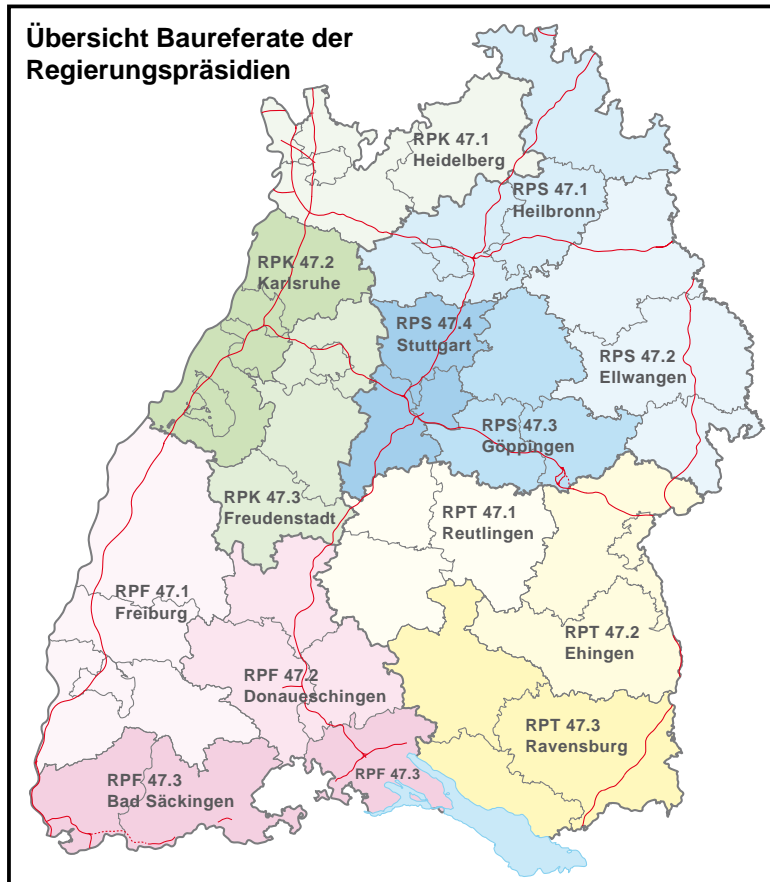 Übersicht Baureferate der
Regierungspräsidien
RPK 47.1
Heidelberg
RPS 47.1
Heilbronn
RPK 47.2
Karlsruhe
RPS 47.4
Stuttgart
RPS 47.2
Ellwangen
RPS 47.3
Göppingen
RPK 47.3
Freudenstadt
RPT 47.1
Reutlingen
RPF 47.1
Freiburg
RPT 47.2
Ehingen
RPF 47.2
Donaueschingen
RPT 47.3
Ravensburg
RPF 47.3
Bad Säckingen
RPF 47.3